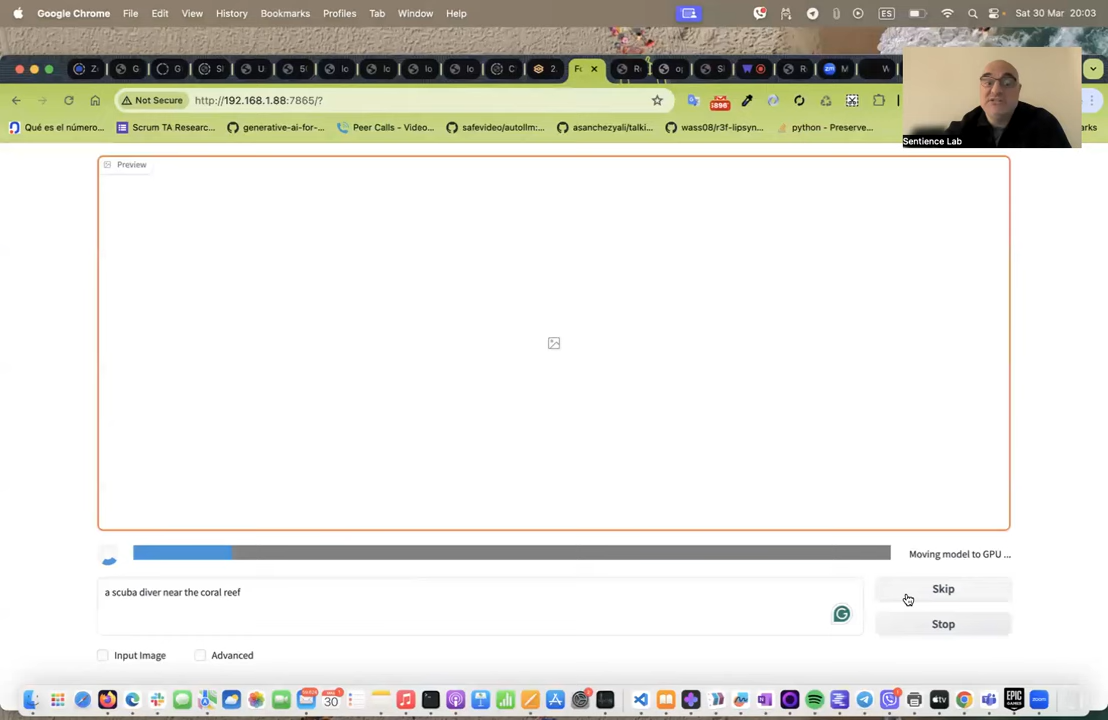 Google Chrome File Edit View History Bookmarks Profiles Tab Window Help ES Sat 30 Mar 20:03
Not Secure http://192.168.1.88:7865/?
Qué es el número... Scrum TA Researc... generative-ai-for-... Peer Calls – Video... safevideo/autollm:... asanchezyali/talki... wass08/r3f-lipsyn... python - Preserve...
Sentience Lab
Preview
Moving model to GPU ...
a scuba diver near the coral reef
Skip
Stop
Input Image Advanced